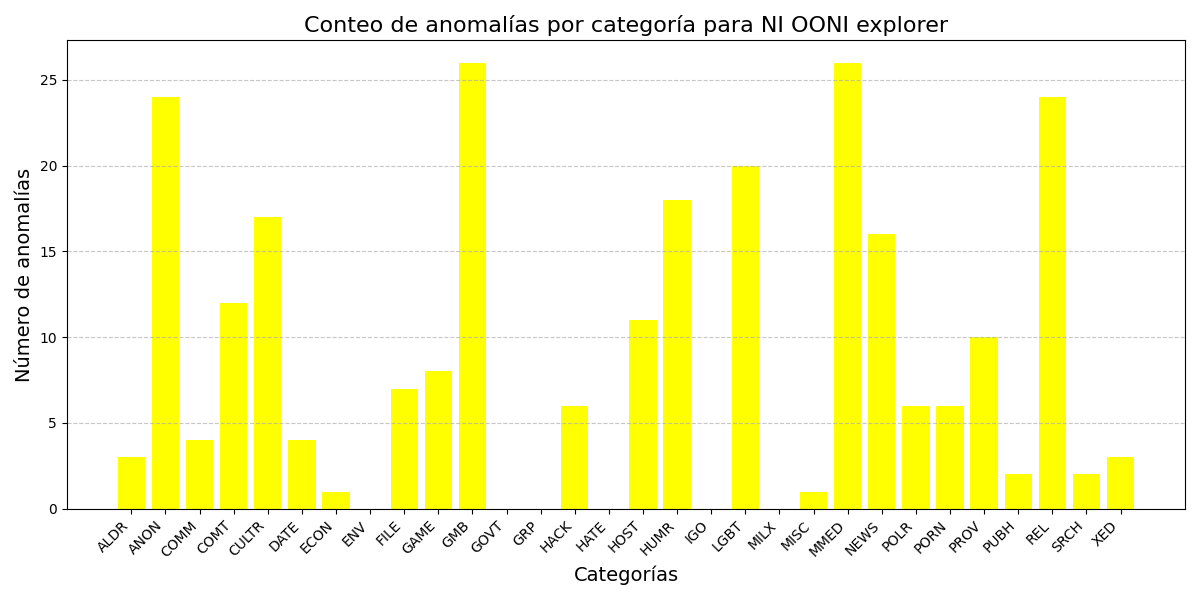 Conteo de anomalías por categoría para NI OONI explorer
Número de anomalías
25
20
15
10
5
0
ALDR
ANON
COMM
COMT
CULTR
DATE
ECON
ENV
FILE
GAME
GMB
GOVT
GRP
HACK
HATE
HOST
HUMR
IGO
LGBT
MILX
MISC
MMED
NEWS
POLR
PORN
PROV
PUBH
REL
SRCH
XED
Categorías